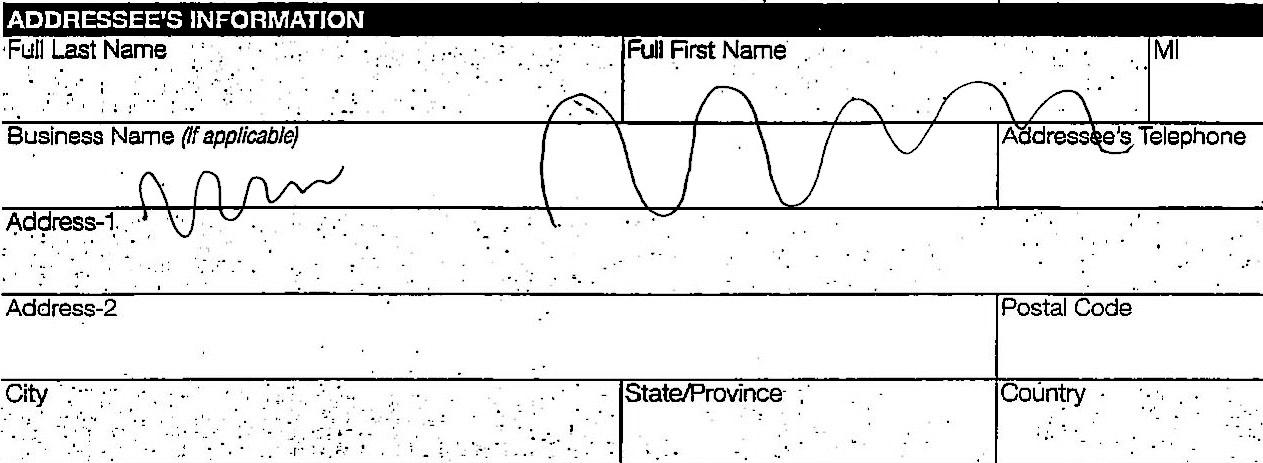 ADDRESSEE'S INFORMATION
Full Last Name Full First Name MI
Business Name (If applicable) Addressee's Telephone
Address-1
Address-2 Postal Code
City State/Province Country